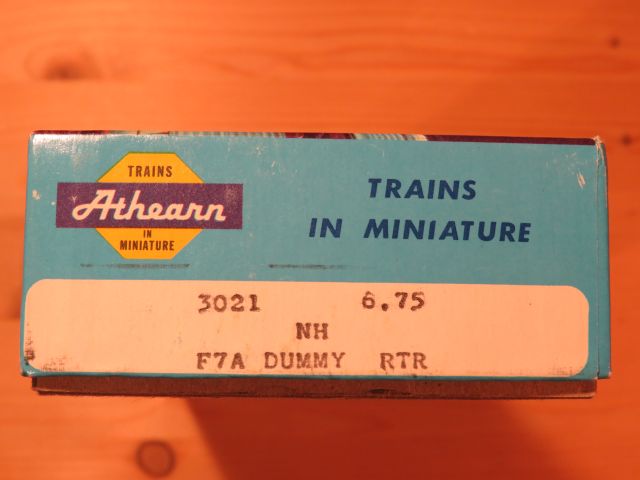 TRAINS
Athearn
IN
MINIATURE
TRAINS
IN MINIATURE
3021 6.75
NH
F7A DUMMY RTR